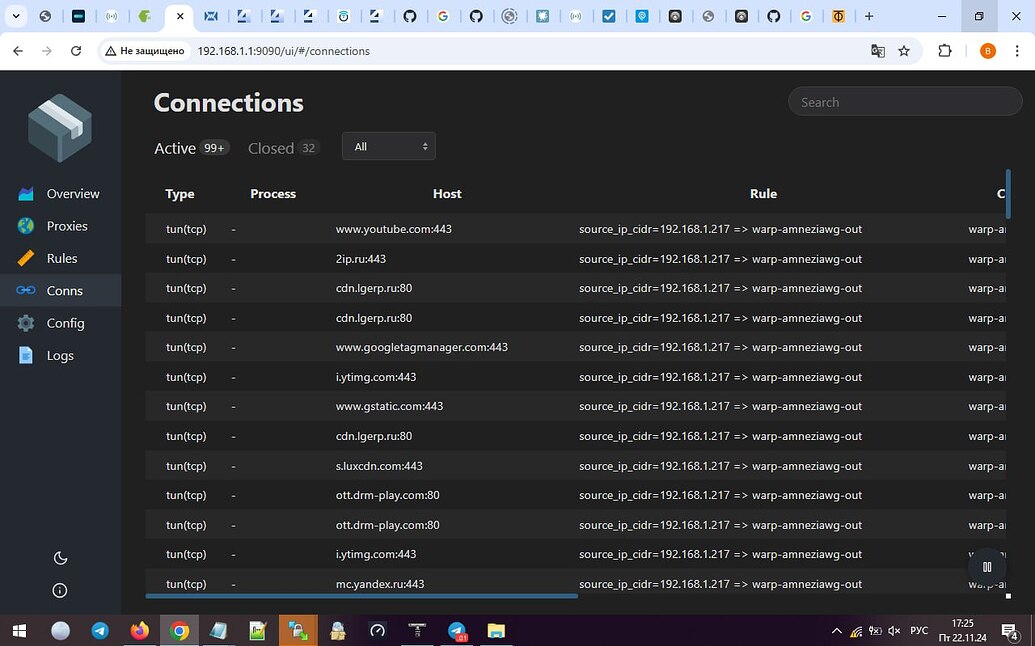 Не защищено 192.168.1.1:9090/ui/#/connections
B
Connections
Search
Active 99+ Closed 32 All
Overview
Proxies
Rules
Conns
Config
Logs
Type Process Host Rule C
tun(tcp) - www.youtube.com:443 source_ip_cidr=192.168.1.217 => warp-amneziawg-out warp-a
tun(tcp) - 2ip.ru:443 source_ip_cidr=192.168.1.217 => warp-amneziawg-out warp-a
tun(tcp) - cdn.lgerp.ru:80 source_ip_cidr=192.168.1.217 => warp-amneziawg-out warp-a
tun(tcp) - cdn.lgerp.ru:80 source_ip_cidr=192.168.1.217 => warp-amneziawg-out warp-a
tun(tcp) - www.googletagmanager.com:443 source_ip_cidr=192.168.1.217 => warp-amneziawg-out warp-a
tun(tcp) - i.ytimg.com:443 source_ip_cidr=192.168.1.217 => warp-amneziawg-out warp-a
tun(tcp) - www.gstatic.com:443 source_ip_cidr=192.168.1.217 => warp-amneziawg-out warp-a
tun(tcp) - cdn.lgerp.ru:80 source_ip_cidr=192.168.1.217 => warp-amneziawg-out warp-a
tun(tcp) - s.luxcdn.com:443 source_ip_cidr=192.168.1.217 => warp-amneziawg-out warp-a
tun(tcp) - ott.drm-play.com:80 source_ip_cidr=192.168.1.217 => warp-amneziawg-out warp-a
tun(tcp) - ott.drm-play.com:80 source_ip_cidr=192.168.1.217 => warp-amneziawg-out warp-a
tun(tcp) - i.ytimg.com:443 source_ip_cidr=192.168.1.217 => warp-amneziawg-out
tun(tcp) - mc.yandex.ru:443 source_ip_cidr=192.168.1.217 => warp-amneziawg-out warp-a
РУС
17:25
Пт 22.11.24
4